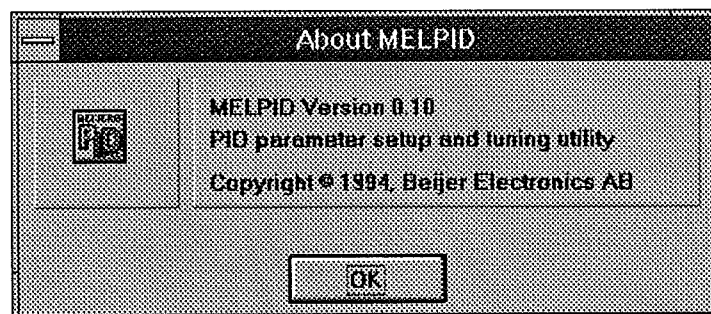 About MELPID
MELPID Version 0.10
PID parameter setup and tuning utility
Copyright © 1994, Beijer Electronics AB
OK